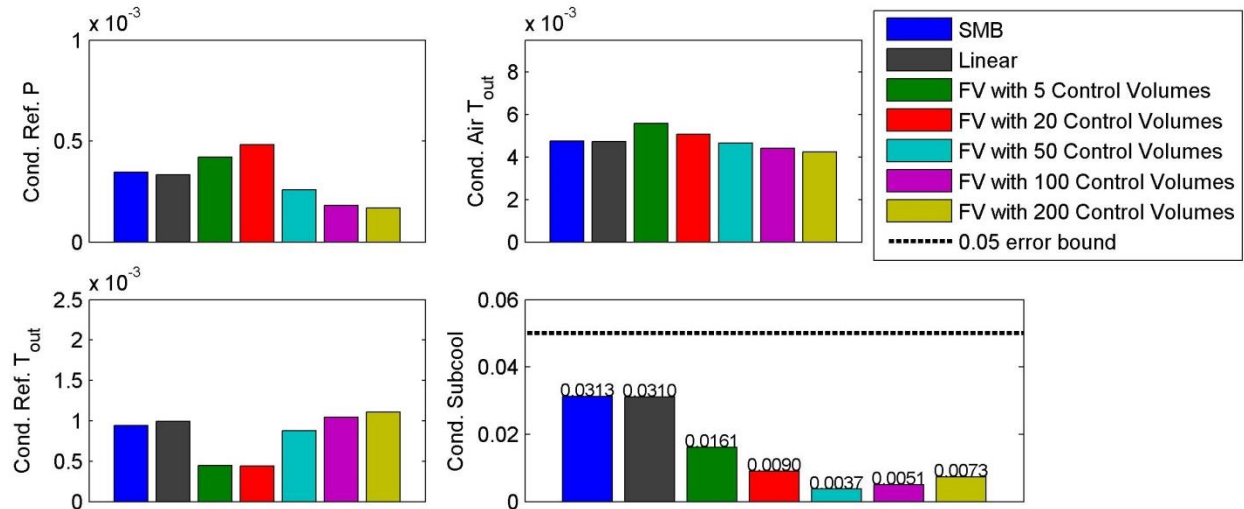 x 10^-3
1
0.5
0
Cond. Ref. P
x 10^-3
8
6
4
2
0
Cond. Air T_out
SMB
Linear
FV with 5 Control Volumes
FV with 20 Control Volumes
FV with 50 Control Volumes
FV with 100 Control Volumes
FV with 200 Control Volumes
0.05 error bound
x 10^-3
2.5
2
1.5
1
0.5
0
Cond. Ref. T_out
0.06
0.04
0.02
0
Cond. Subcool
0.0313
0.0310
0.0161
0.0090
0.0037
0.0051
0.0073